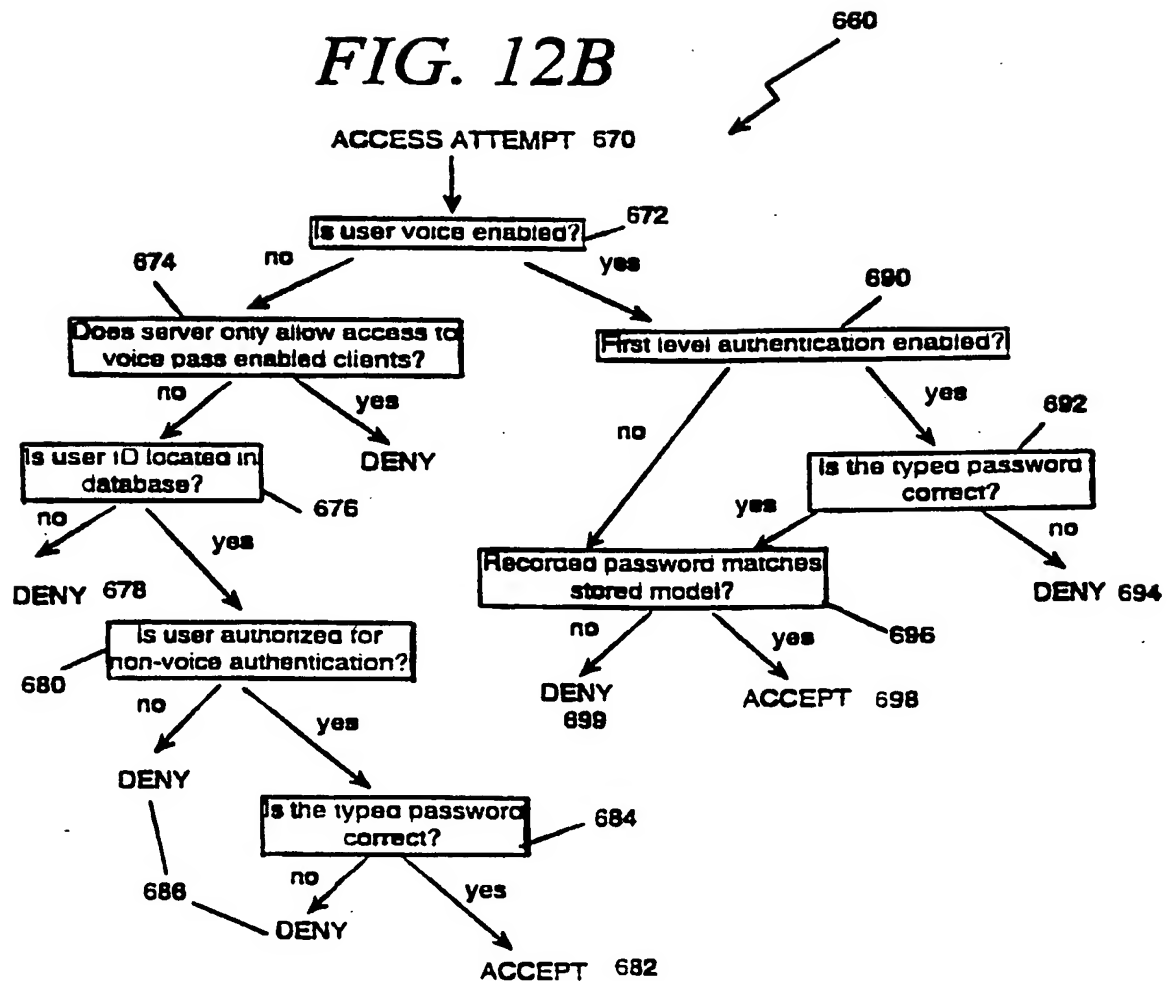 660
FIG. 12B
ACCESS ATTEMPT 670
Is user voice enabled?
672
no
yes
674
690
Does server only allow access to
voice pass enabled clients?
First level authentication enabled?
no
yes
DENY
no
yes
692
Is user ID located in
database?
676
Is the typed password
correct?
no
yes
yes
no
DENY 678
DENY 694
Recorded password matches
stored model?
696
Is user authorized for
non-voice authentication?
680
no
yes
DENY
699
ACCEPT 698
no
yes
DENY
Is the typed password
correct?
684
686
no
yes
DENY
ACCEPT 682